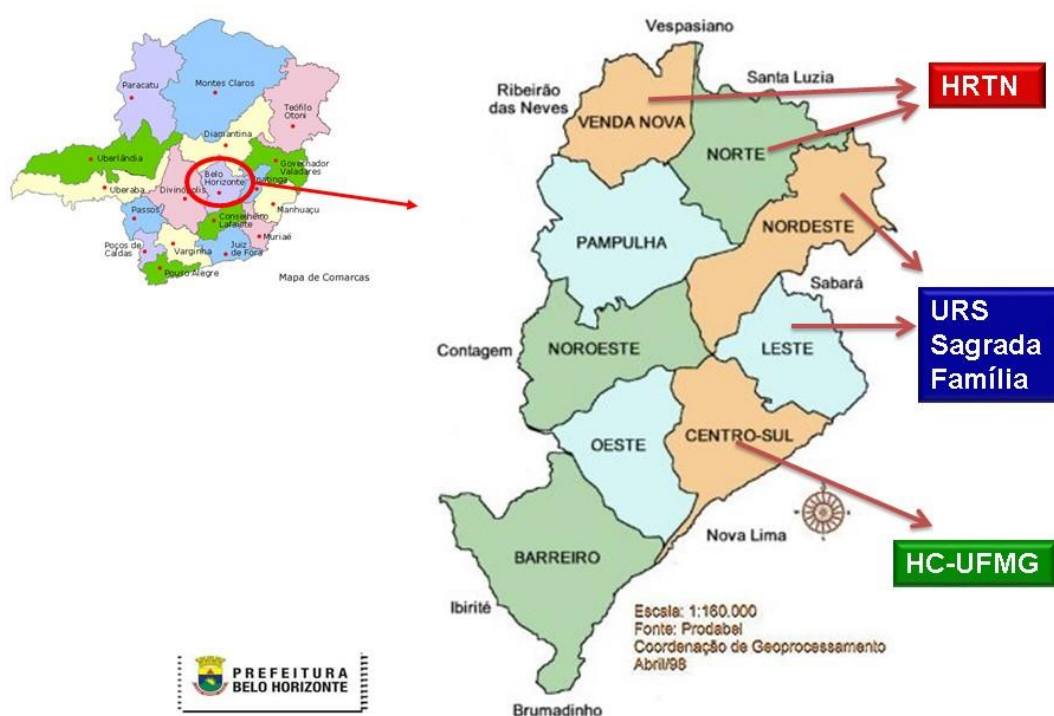 Paracatu
Montes Claros
Teófilo
Otoni
Diamantina
Uberlândia
Governador
Valadares
Belo
Horizonte
Ipatinga
Uberaba
Divinópolis
Manhuaçu
Passos
Conselheiro
Lafaiete
Muriaé
Poços de
Caldas
Varginha
Juiz
de Fora
Pouso Alegre
Mapa de Comarcas
Vespasiano
Ribeirão
das Neves
Santa Luzia
HRTN
VENDA NOVA
NORTE
NORDESTE
PAMPULHA
Sabará
URS
Sagrada
Família
Contagem
NOROESTE
LESTE
OESTE
CENTRO-SUL
Nova Lima
BARREIRO
HC-UFMG
Ibirité
Escala: 1:160.000
Fonte: Prodabel
Coordenação de Geoprocessamento
Abril/98
PREFEITURA
BELO HORIZONTE
Brumadinho